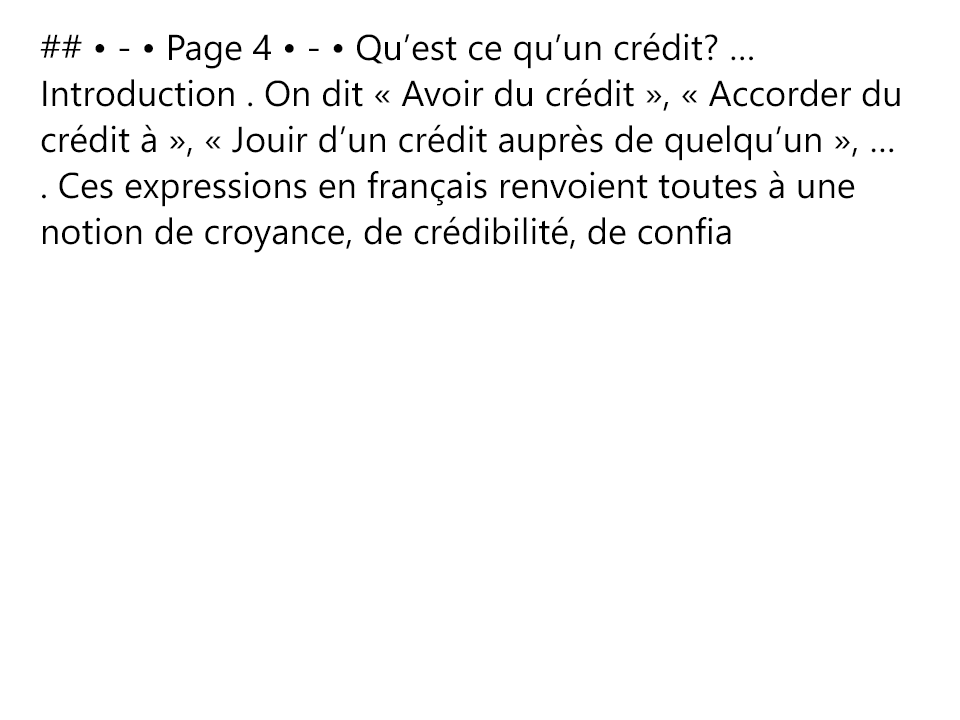 ## • - • Page 4 • - • Qu’est ce qu’un crédit? ...
Introduction . On dit « Avoir du crédit », « Accorder du
crédit à », « Jouir d’un crédit auprès de quelqu’un », ...
. Ces expressions en français renvoient toutes à une
notion de croyance, de crédibilité, de confia